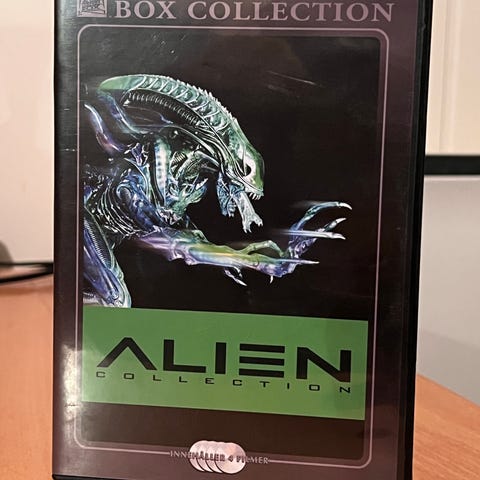 BOX COLLECTION
ALIEN
COLLECTION
INNEHÅLLER 4 FILMER